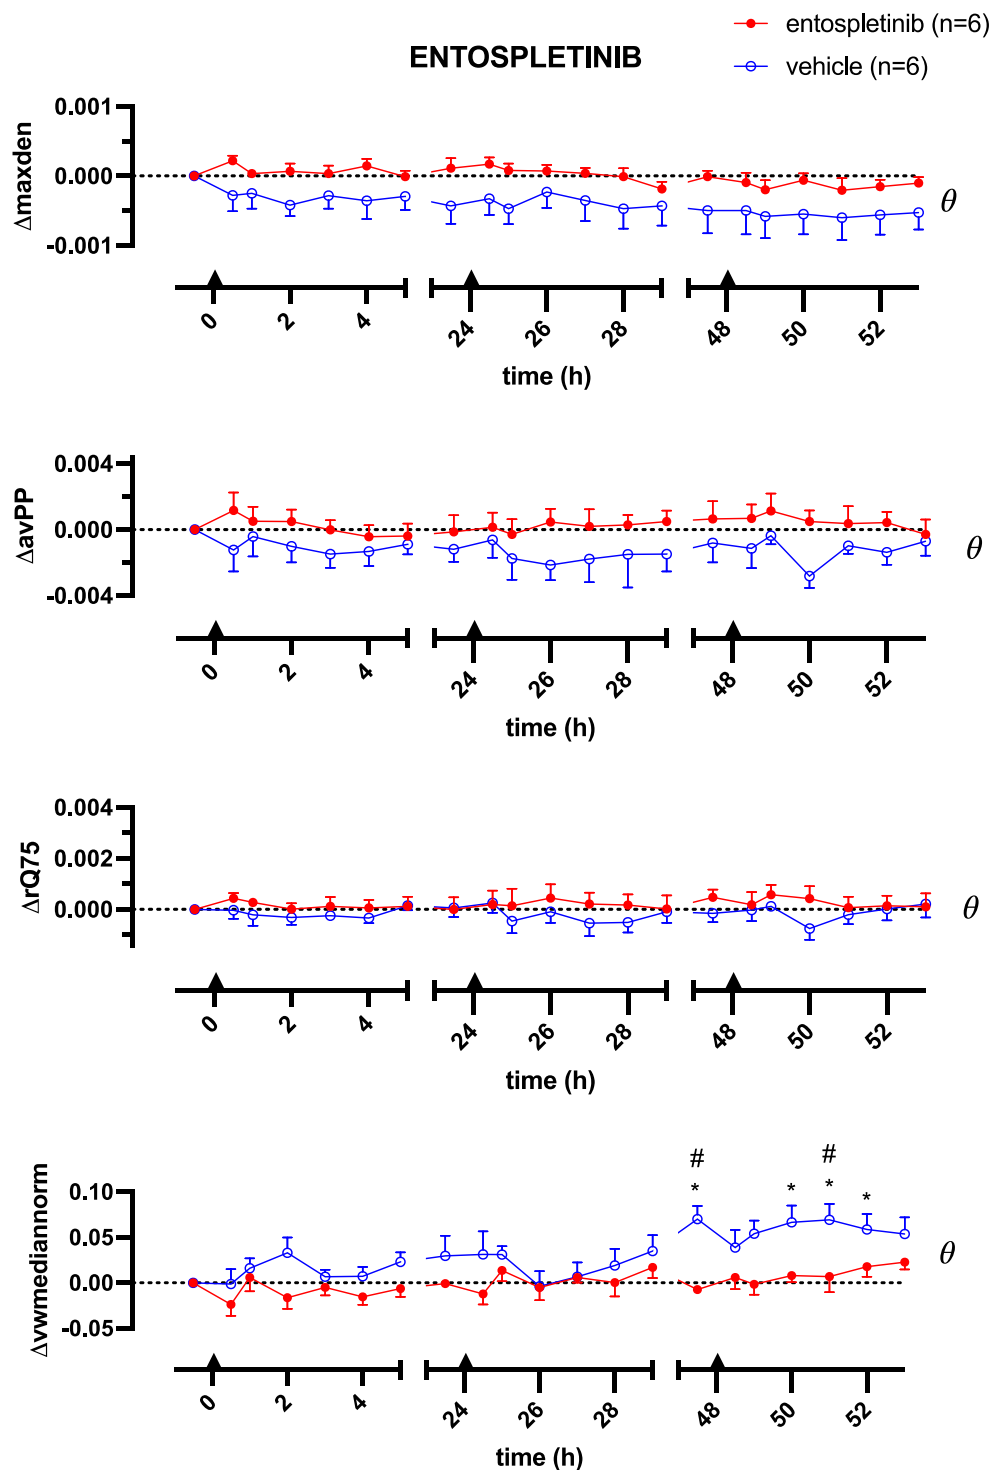 entospletinib (n=6)
ENTOSPLETINIB
vehicle (n=6)
Δmaxden
0.001
0.000
-0.001
θ
0 2 4 24 26 28 48 50 52
time (h)
ΔavPP
0.004
0.000
-0.004
θ
0 2 4 24 26 28 48 50 52
time (h)
ΔrQ75
0.004
0.002
0.000
θ
0 2 4 24 26 28 48 50 52
time (h)
Δvwmediannorm
# #
* * * *
0.10
0.05
0.00
-0.05
θ
0 2 4 24 26 28 48 50 52
time (h)